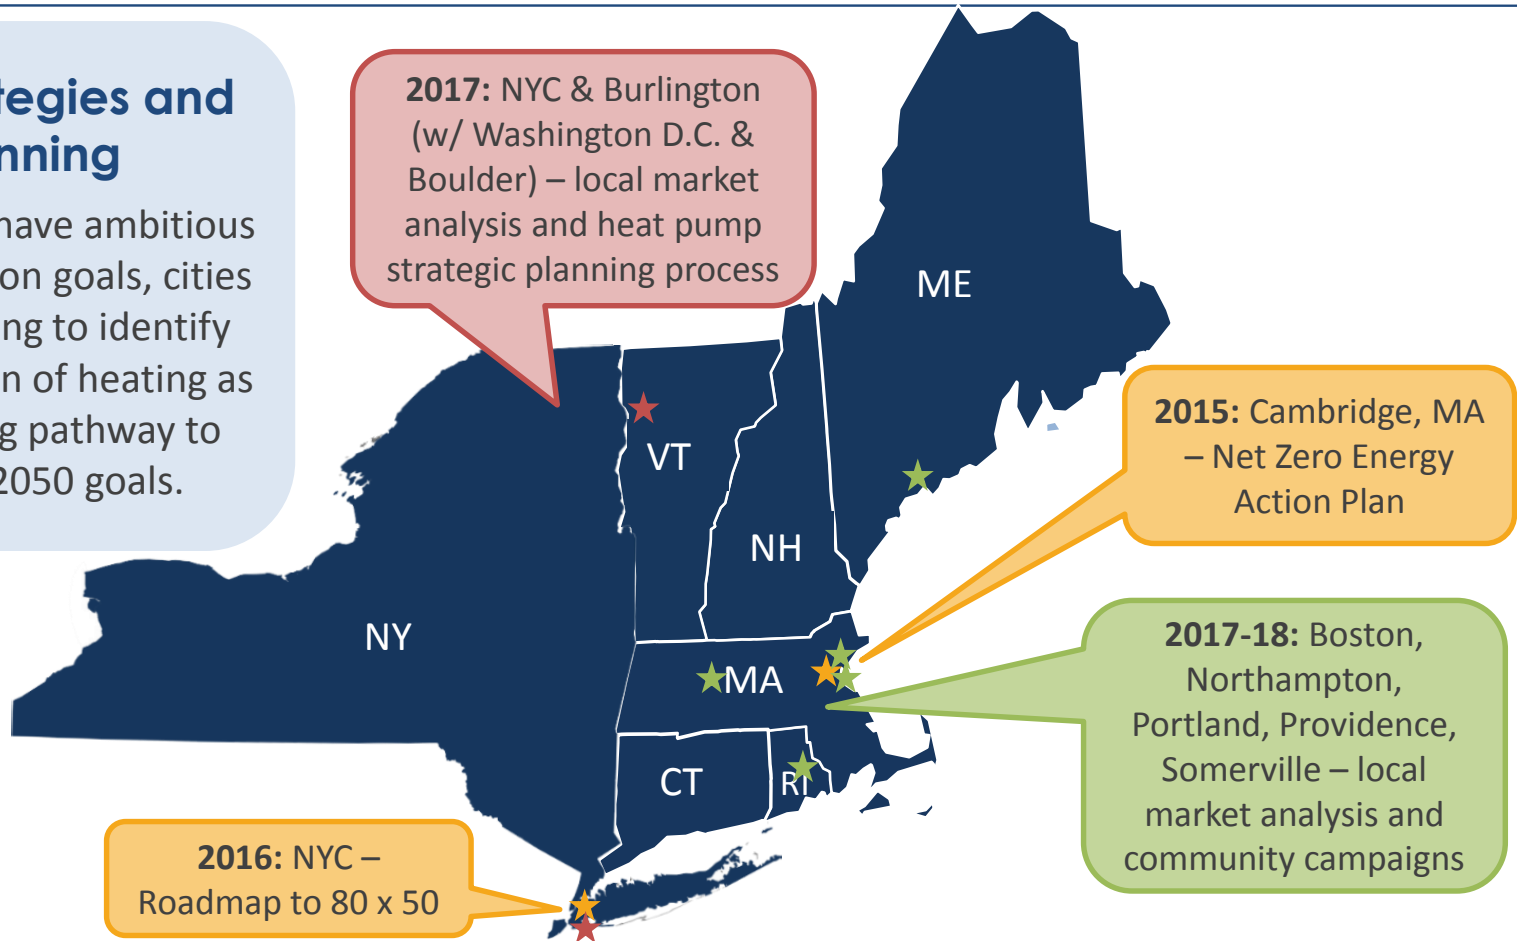 tegies and
nning
have ambitious
on goals, cities
ng to identify
n of heating as
g pathway to
2050 goals.
2017: NYC & Burlington
(w/ Washington D.C. &
Boulder) – local market
analysis and heat pump
strategic planning process
ME
2015: Cambridge, MA
– Net Zero Energy
Action Plan
VT
NH
NY
MA
2017-18: Boston,
Northampton,
Portland, Providence,
Somerville – local
market analysis and
community campaigns
CT
RI
2016: NYC –
Roadmap to 80 x 50